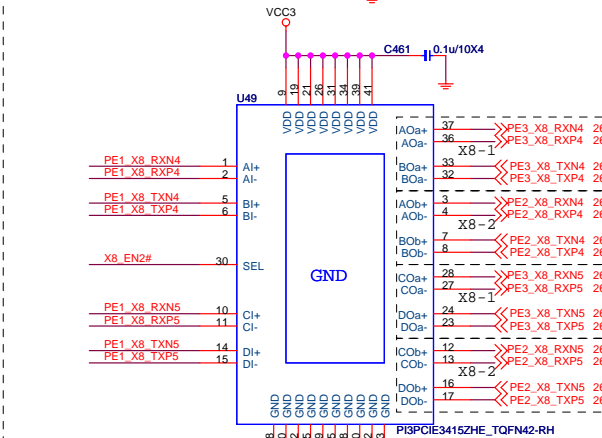 VCC3
C461 0.1u/10X4
U49
9 19 21 26 31 34 39 41
VDD VDD VDD VDD VDD VDD VDD VDD
AOa+ 37 PE3_X8_RXN4
AOa- 36 PE3_X8_RXP4
X8-1
PE1_X8_RXN4 1 AI+
PE1_X8_RXP4 2 AI-
BOa+ 33 PE3_X8_TXN4
BOa- 32 PE3_X8_TXP4
PE1_X8_TXN4 5 BI+
PE1_X8_TXP4 6 BI-
AOb+ 3 PE2_X8_RXN4
AOb- 4 PE2_X8_RXP4
X8-2
BOb+ 7 PE2_X8_TXN4
BOb- 8 PE2_X8_TXP4
X8_EN2# 30 SEL
GND
COa+ 28 PE3_X8_RXN5
COa- 27 PE3_X8_RXP5
X8-1
PE1_X8_RXN5 10 CI+
PE1_X8_RXP5 11 CI-
DOa+ 24 PE3_X8_TXN5
DOa- 23 PE3_X8_TXP5
PE1_X8_TXN5 14 DI+
PE1_X8_TXP5 15 DI-
COb+ 12 PE2_X8_RXN5
COb- 13 PE2_X8_RXP5
X8-2
DOb+ 16 PE2_X8_TXN5
DOb- 17 PE2_X8_TXP5
GND GND GND GND GND GND GND GND GND GND
PI3PCIE3415ZHE_TQFN42-RH